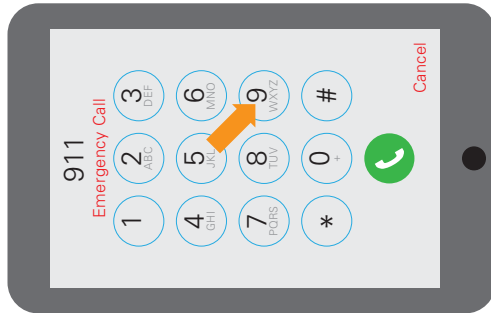 911
Emergency Call
1 2 3
ABC DEF
4 5 6
GHI JKL MNO
7 8 9
PQRS TUV WXYZ
* 0 #
+
Cancel